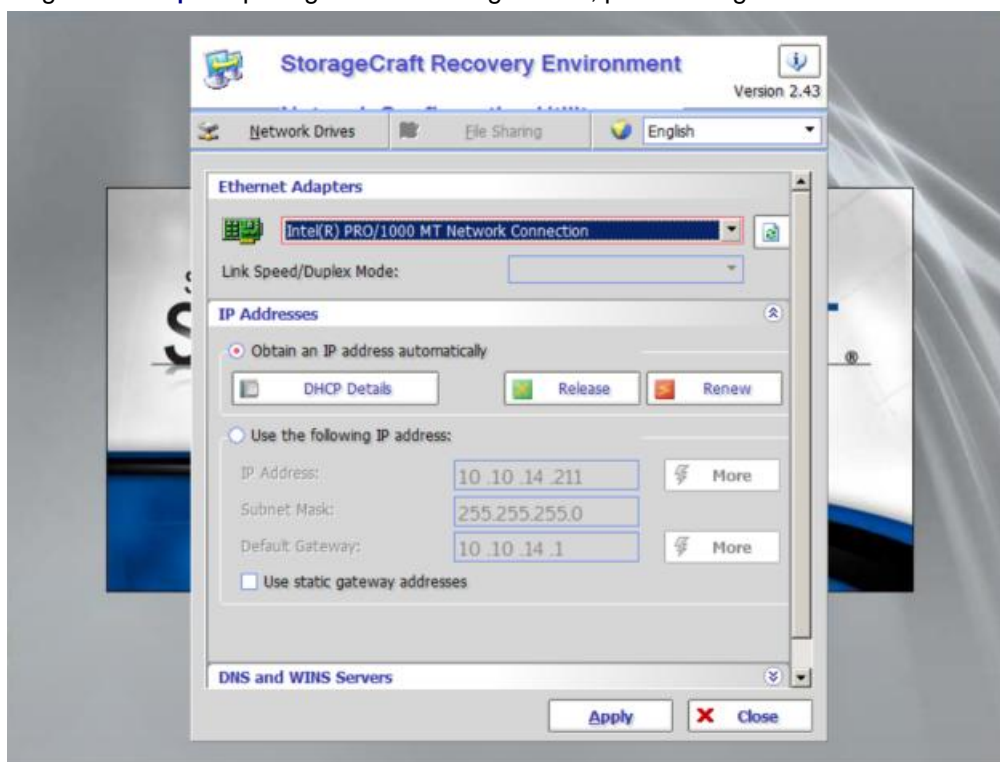 StorageCraft Recovery Environment
Version 2.43
Network Drives File Sharing English
Ethernet Adapters
Intel(R) PRO/1000 MT Network Connection
Link Speed/Duplex Mode:
IP Addresses
Obtain an IP address automatically
DHCP Details Release Renew
Use the following IP address:
IP Address: 10 .10 .14 .211 More
Subnet Mask: 255.255.255.0
Default Gateway: 10 .10 .14 .1 More
Use static gateway addresses
DNS and WINS Servers
Apply Close
®